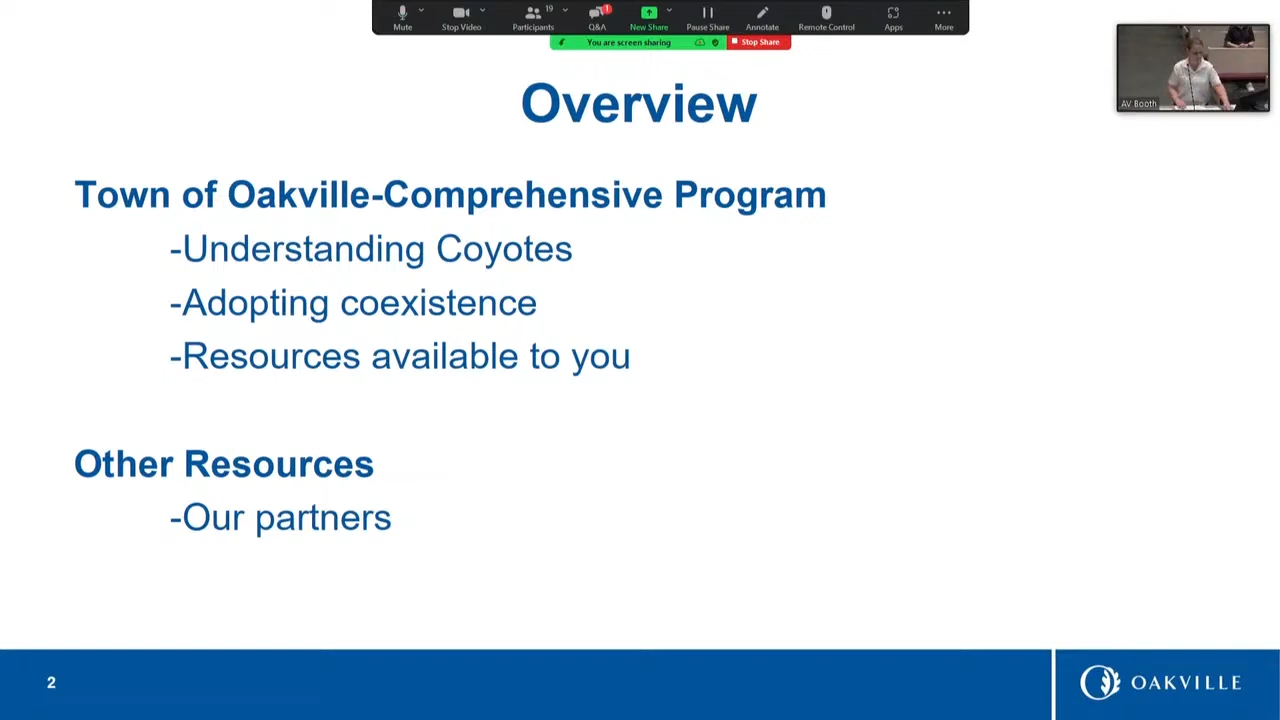 19
1
Mute
Stop Video
Participants
Q&A
New Share
Pause Share
Annotate
Remote Control
Apps
More
You are screen sharing
Stop Share
AV Booth
Overview
Town of Oakville-Comprehensive Program
-Understanding Coyotes
-Adopting coexistence
-Resources available to you
Other Resources
-Our partners
2
OAKVILLE